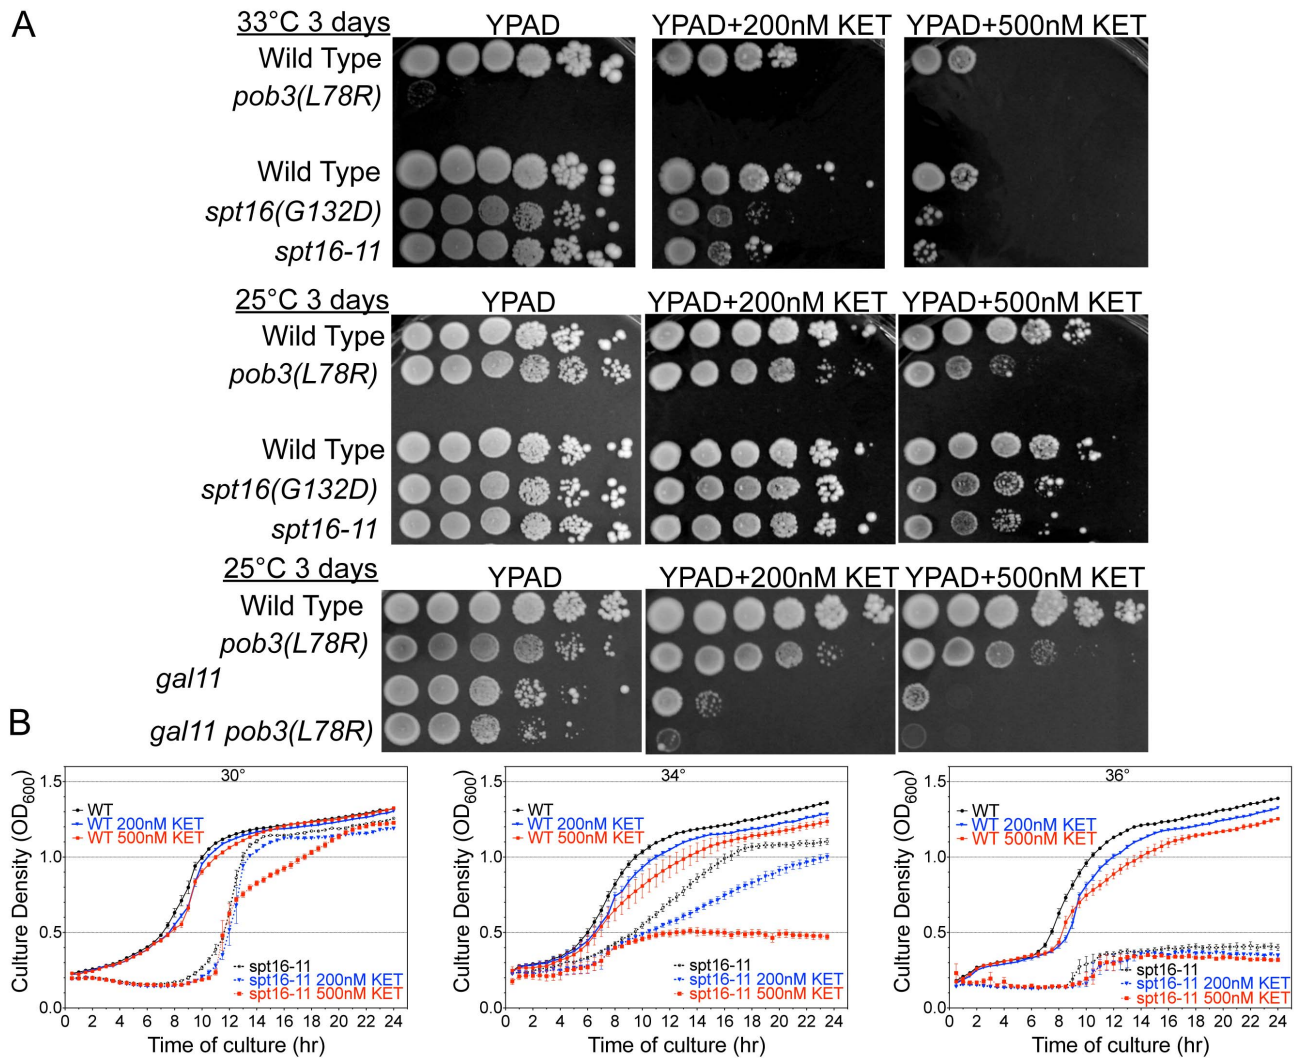 A
33°C 3 days YPAD YPAD+200nM KET YPAD+500nM KET
Wild Type
pob3(L78R)
Wild Type
spt16(G132D)
spt16-11
25°C 3 days YPAD YPAD+200nM KET YPAD+500nM KET
Wild Type
pob3(L78R)
Wild Type
spt16(G132D)
spt16-11
25°C 3 days YPAD YPAD+200nM KET YPAD+500nM KET
Wild Type
pob3(L78R)
gal11
gal11 pob3(L78R)
B
30°
Culture Density (OD600)
1.5
1.0
0.5
0.0
WT
WT 200nM KET
WT 500nM KET
spt16-11
spt16-11 200nM KET
spt16-11 500nM KET
0 2 4 6 8 10 12 14 16 18 20 22 24
Time of culture (hr)
34°
Culture Density (OD600)
1.5
1.0
0.5
0.0
WT
WT 200nM KET
WT 500nM KET
spt16-11
spt16-11 200nM KET
spt16-11 500nM KET
0 2 4 6 8 10 12 14 16 18 20 22 24
Time of culture (hr)
36°
Culture Density (OD600)
1.5
1.0
0.5
0.0
WT
WT 200nM KET
WT 500nM KET
spt16-11
spt16-11 200nM KET
spt16-11 500nM KET
0 2 4 6 8 10 12 14 16 18 20 22 24
Time of culture (hr)